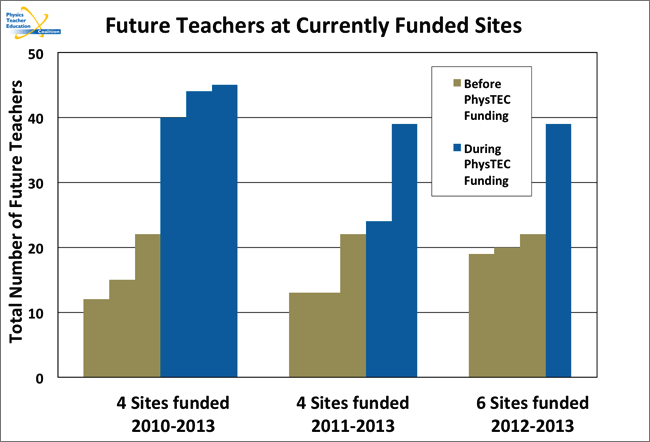 Physics
Teacher
Education
Coalition
Future Teachers at Currently Funded Sites
Total Number of Future Teachers
50
40
30
20
10
0
Before
PhysTEC
Funding
During
PhysTEC
Funding
4 Sites funded
2010-2013
4 Sites funded
2011-2013
6 Sites funded
2012-2013